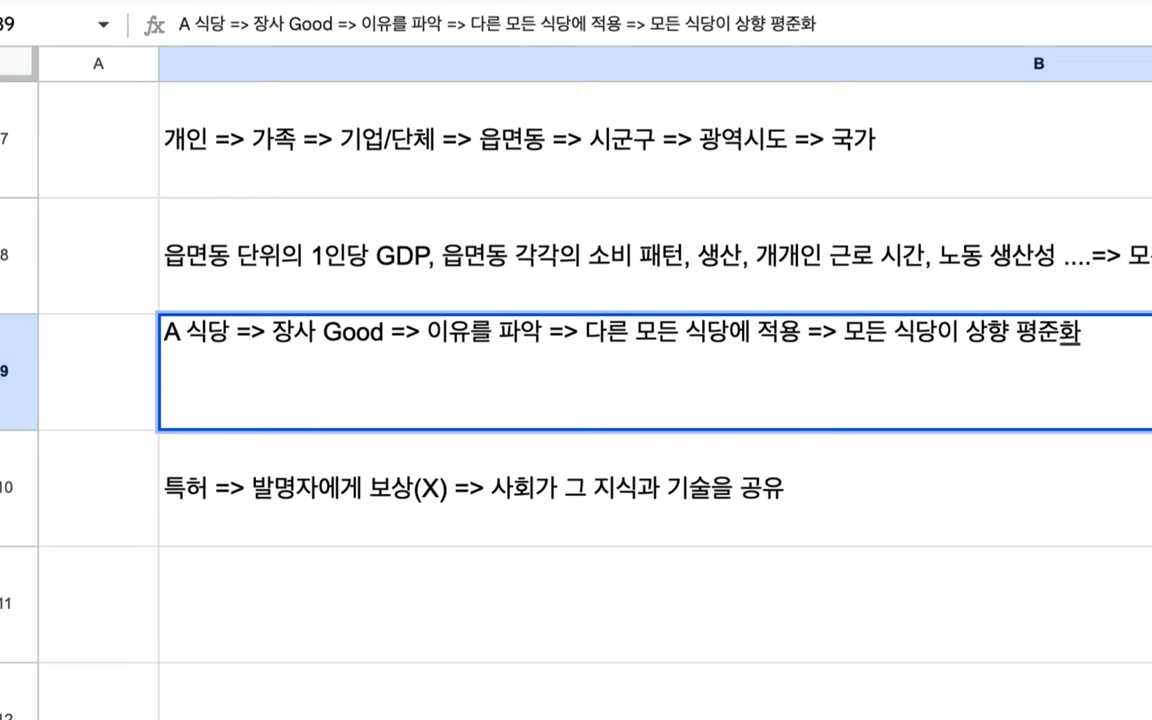 39
fx A 식당 => 장사 Good => 이유를 파악 => 다른 모든 식당에 적용 => 모든 식당이 상향 평준화
A B
7 개인 => 가족 => 기업/단체 => 읍면동 => 시군구 => 광역시도 => 국가
8 읍면동 단위의 1인당 GDP, 읍면동 각각의 소비 패턴, 생산, 개개인 근로 시간, 노동 생산성 ....=>
9 A 식당 => 장사 Good => 이유를 파악 => 다른 모든 식당에 적용 => 모든 식당이 상향 평준화
10 특허 => 발명자에게 보상(X) => 사회가 그 지식과 기술을 공유
11
12